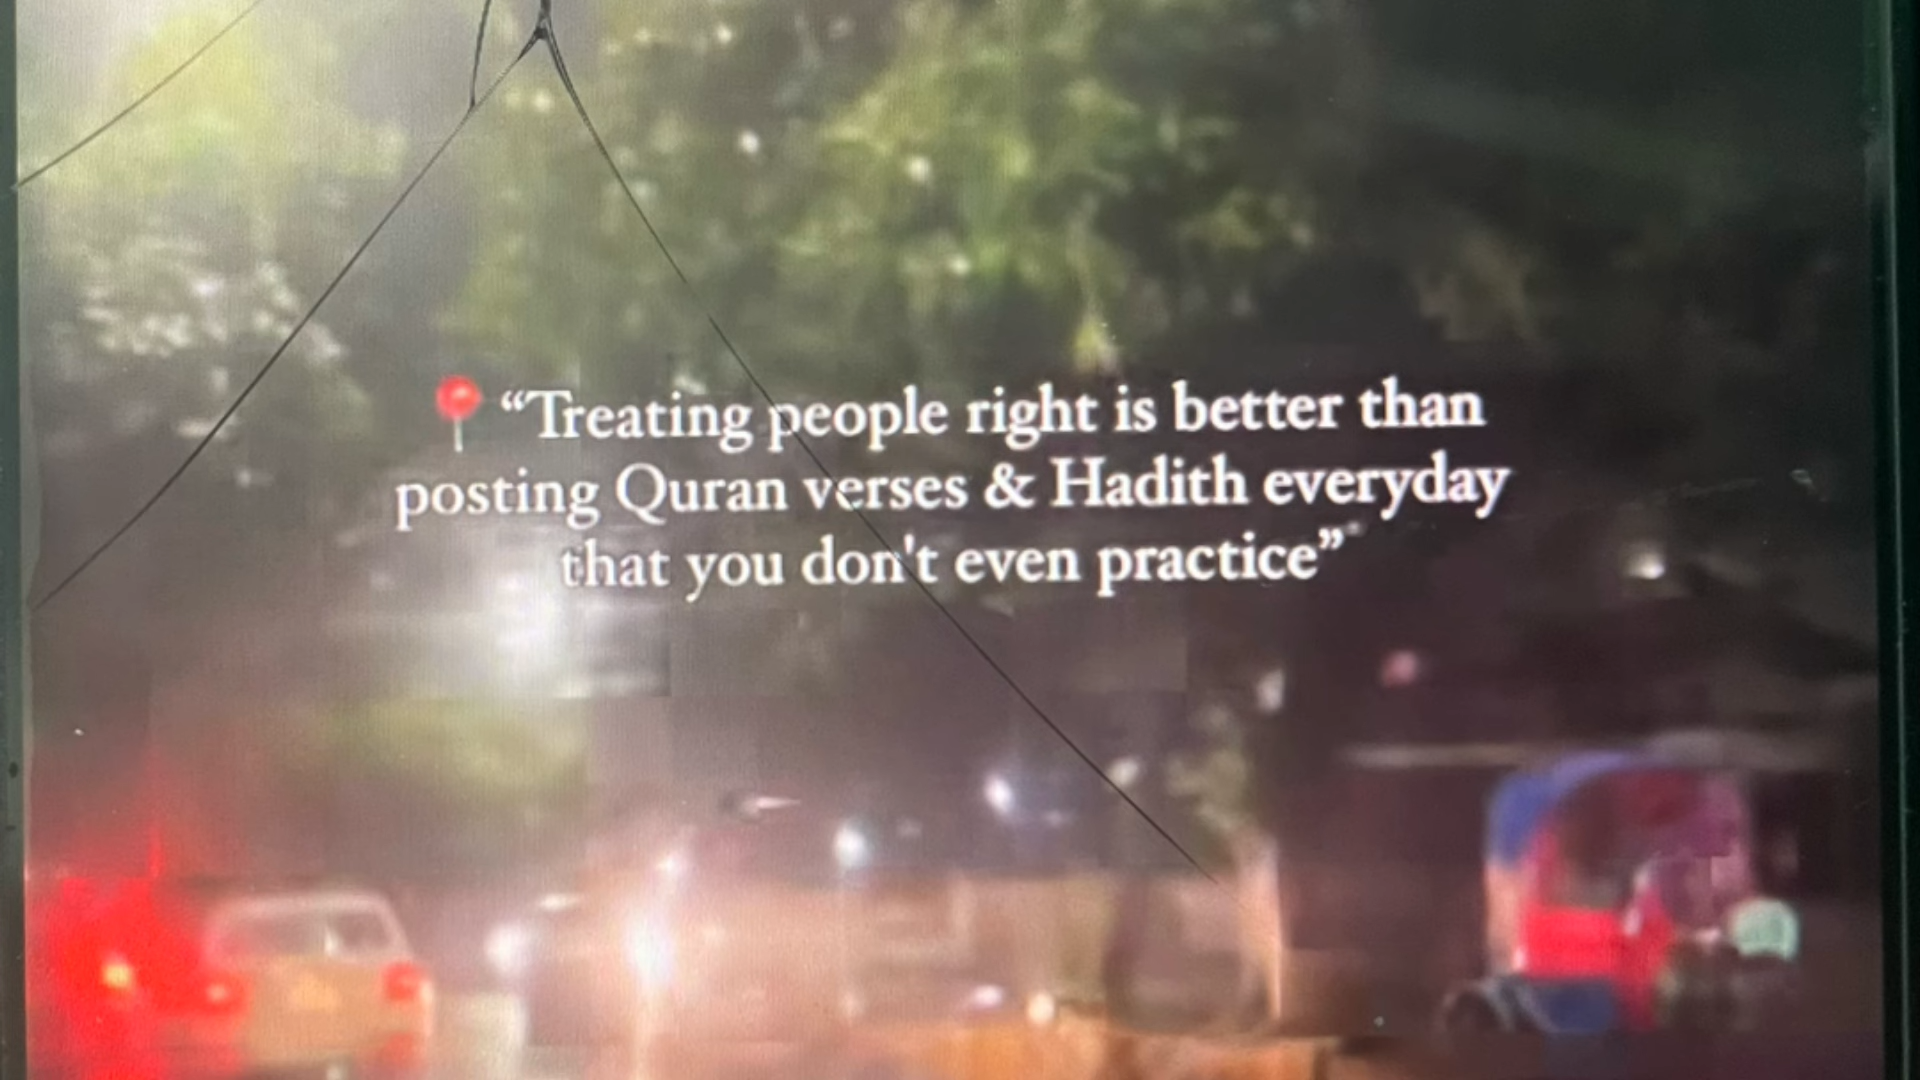 📍 “Treating people right is better than
posting Quran verses & Hadith everyday
that you don't even practice”